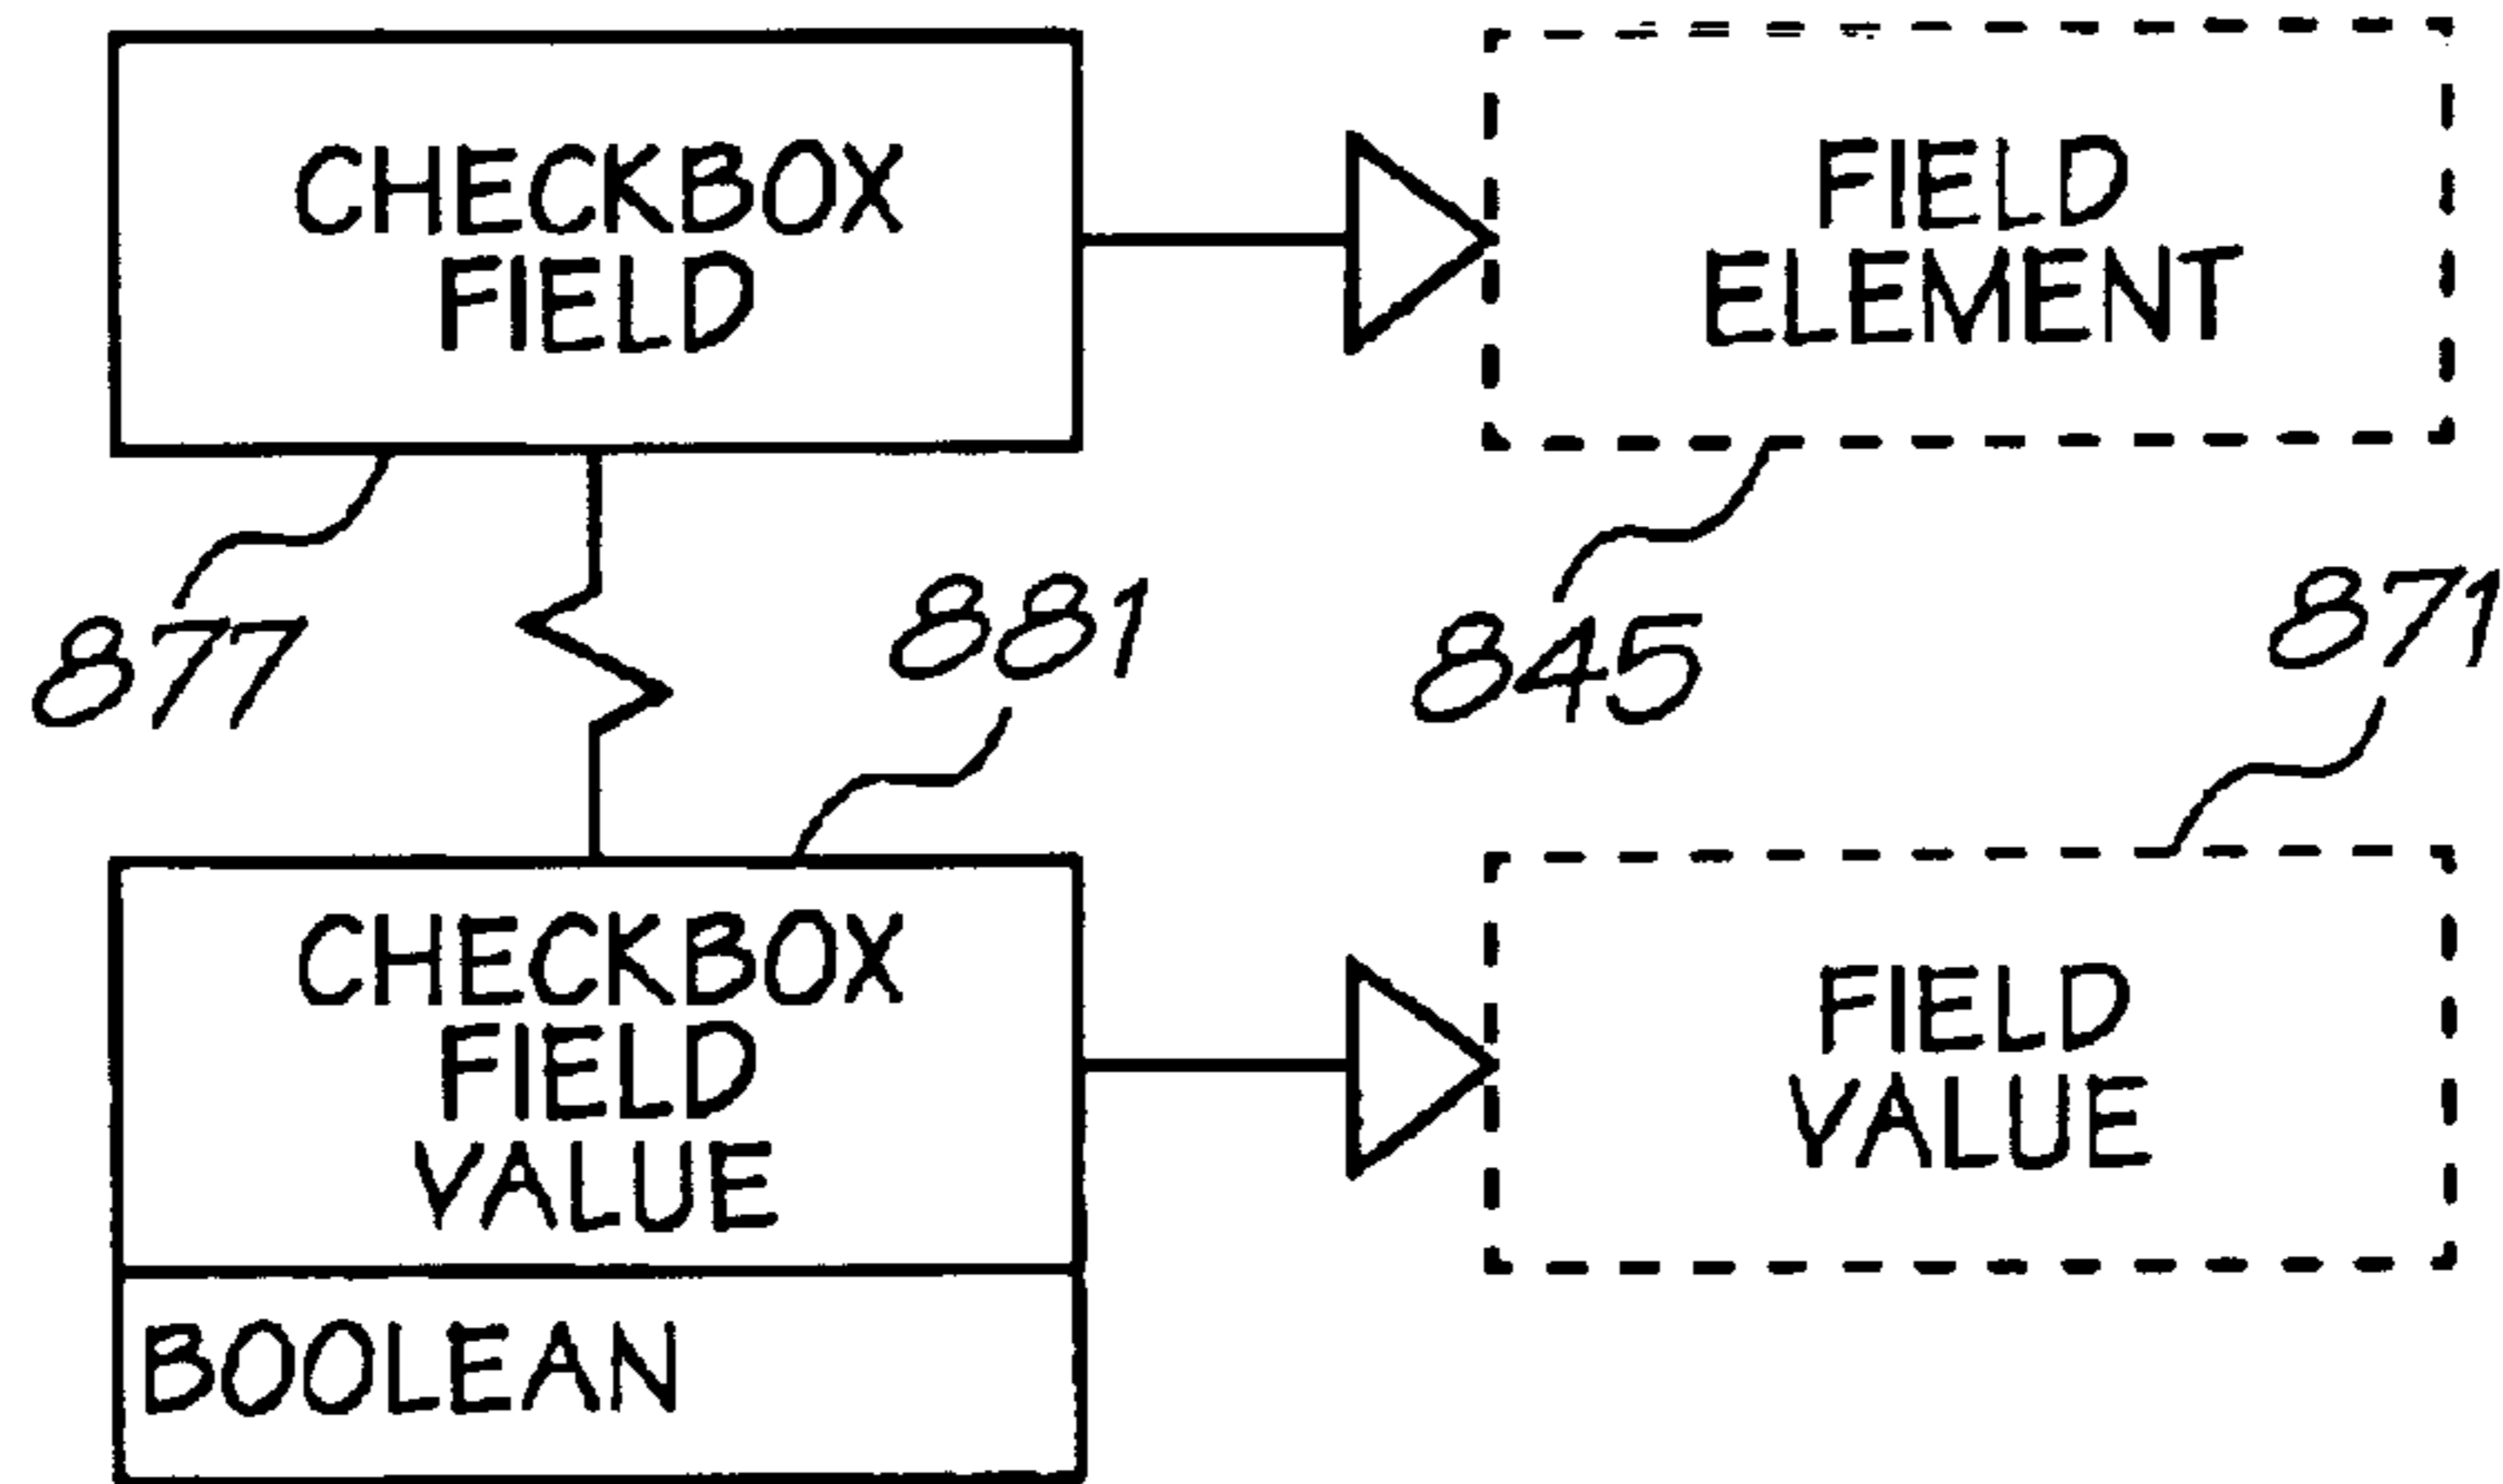 CHECKBOX
FIELD
FIELD
ELEMENT
877
881
845
871
CHECKBOX
FIELD
VALUE
BOOLEAN
FIELD
VALUE